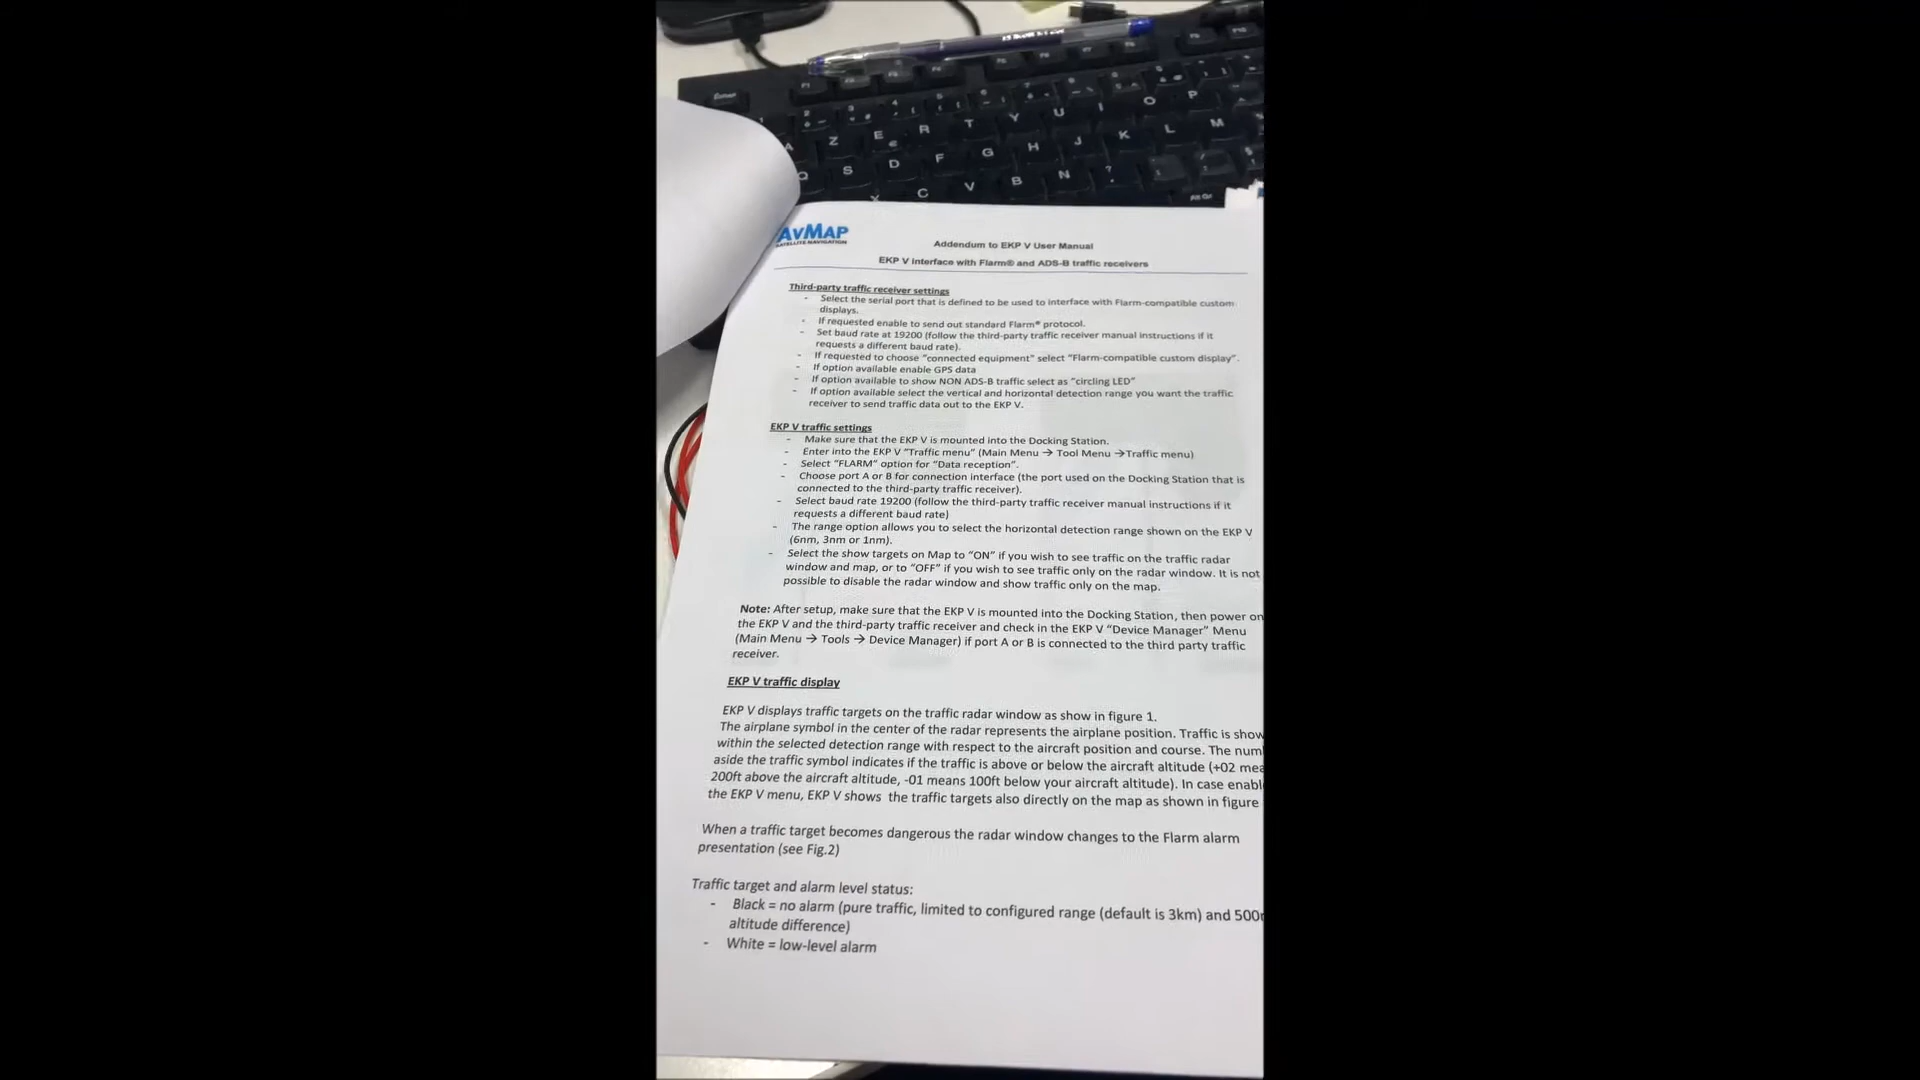 AvMAP
SATELLITE NAVIGATION
Addendum to EKP V User Manual
EKP V Interface with Flarm® and ADS-B traffic receivers
Third-party traffic receiver settings
- Select the serial port that is defined to be used to interface with Flarm-compatible custom
displays.
- If requested enable to send out standard Flarm® protocol.
- Set baud rate at 19200 (follow the third-party traffic receiver manual instructions if it
requests a different baud rate).
- If requested to choose "connected equipment" select "Flarm-compatible custom display".
- If option available enable GPS data
- If option available to show NON ADS-B traffic select as "circling LED"
- If option available select the vertical and horizontal detection range you want the traffic
receiver to send traffic data out to the EKP V.
EKP V traffic settings
- Make sure that the EKP V is mounted into the Docking Station.
- Enter into the EKP V "Traffic menu" (Main Menu → Tool Menu →Traffic menu)
- Select "FLARM" option for "Data reception".
- Choose port A or B for connection interface (the port used on the Docking Station that is
connected to the third-party traffic receiver).
- Select baud rate 19200 (follow the third-party traffic receiver manual instructions if it
requests a different baud rate)
- The range option allows you to select the horizontal detection range shown on the EKP V
(6nm, 3nm or 1nm).
- Select the show targets on Map to "ON" if you wish to see traffic on the traffic radar
window and map, or to "OFF" if you wish to see traffic only on the radar window. It is not
possible to disable the radar window and show traffic only on the map.
Note: After setup, make sure that the EKP V is mounted into the Docking Station, then power on
the EKP V and the third-party traffic receiver and check in the EKP V "Device Manager" Menu
(Main Menu → Tools → Device Manager) if port A or B is connected to the third party traffic
receiver.
EKP V traffic display
EKP V displays traffic targets on the traffic radar window as show in figure 1.
The airplane symbol in the center of the radar represents the airplane position. Traffic is show
within the selected detection range with respect to the aircraft position and course. The num
aside the traffic symbol indicates if the traffic is above or below the aircraft altitude (+02 mea
200ft above the aircraft altitude, -01 means 100ft below your aircraft altitude). In case enabl
the EKP V menu, EKP V shows the traffic targets also directly on the map as shown in figure
When a traffic target becomes dangerous the radar window changes to the Flarm alarm
presentation (see Fig.2)
Traffic target and alarm level status:
- Black = no alarm (pure traffic, limited to configured range (default is 3km) and 500
altitude difference)
- White = low-level alarm